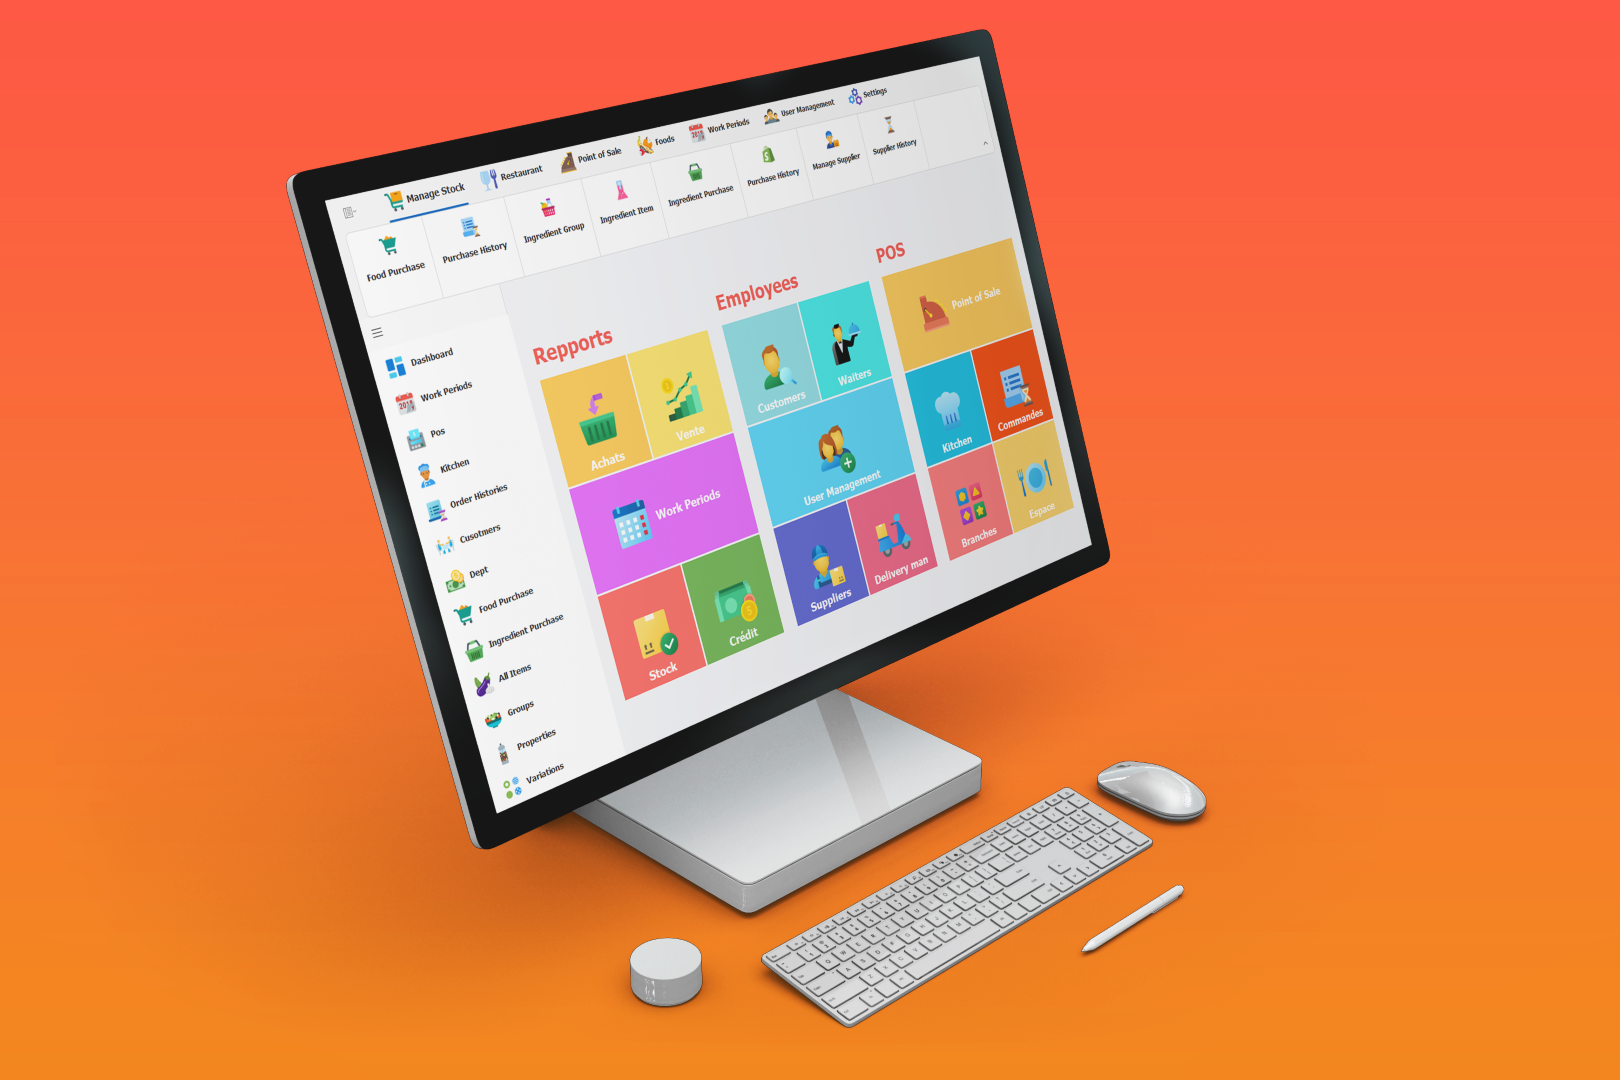 Manage Stock
Restaurant
Point of Sale
Foods
Work Periods
User Management
Settings
Food Purchase
Purchase History
Ingredient Group
Ingredient Item
Ingredient Purchase
Purchase History
Manage Supplier
Supplier History
Dashboard
Work Periods
Pos
Kitchen
Order Histories
Cusotmers
Dept
Food Purchase
Ingredient Purchase
All Items
Groups
Properties
Variations
Repports
Achats
Vente
Work Periods
Stock
Crédit
Employees
Customers
Waiters
User Management
Suppliers
Delivery man
POS
Point of Sale
Kitchen
Commandes
Branches
Espace